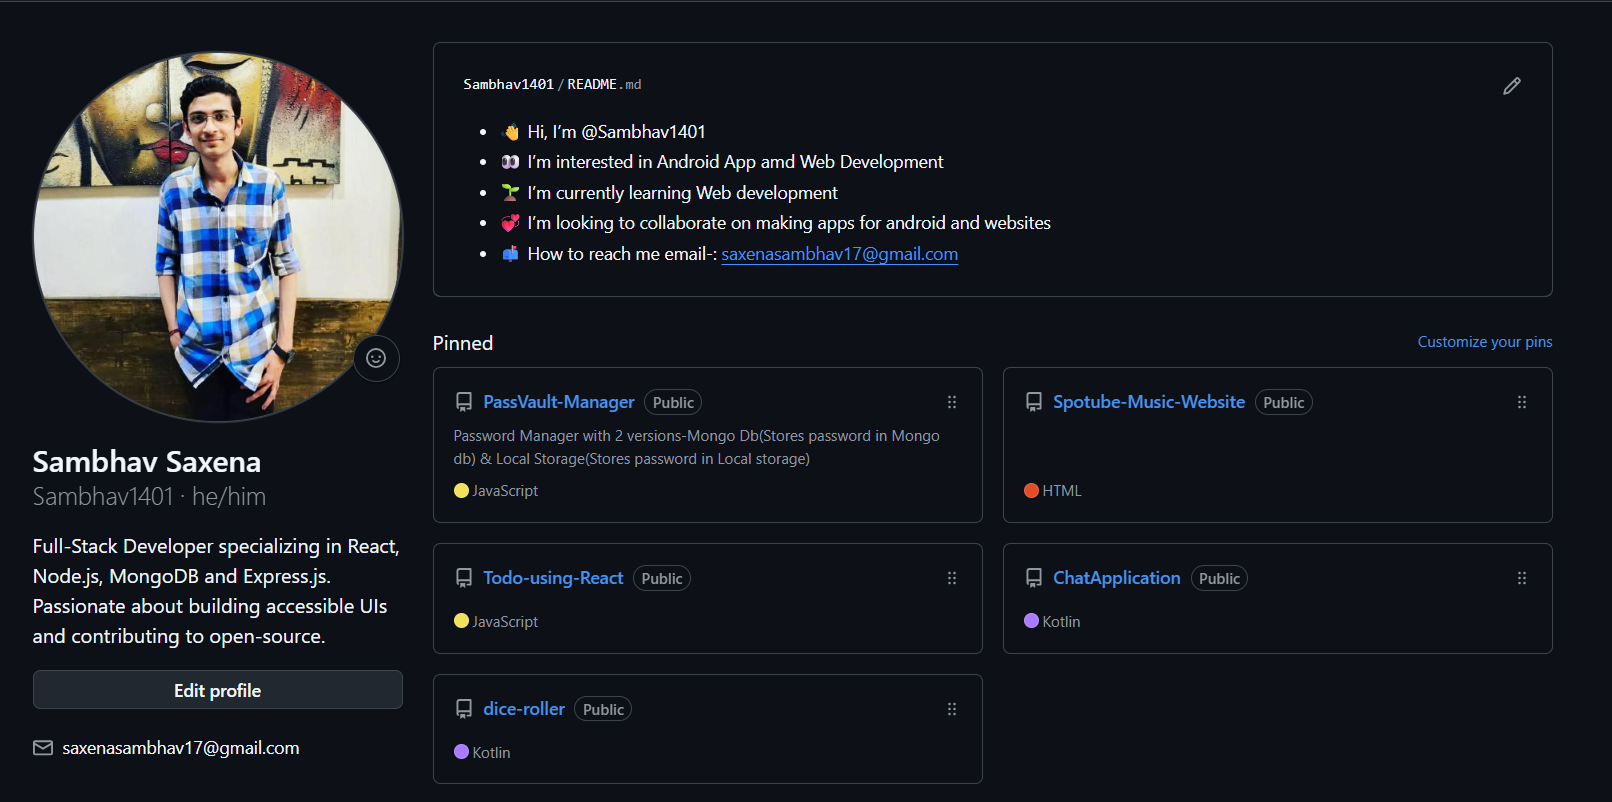 Sambhav1401/README.md
👋 Hi, I’m @Sambhav1401
👀 I’m interested in Android App amd Web Development
🌱 I’m currently learning Web development
💞️ I’m looking to collaborate on making apps for android and websites
📫 How to reach me email-: saxenasambhav17@gmail.com
Sambhav Saxena
Sambhav1401 · he/him
Full-Stack Developer specializing in React,
Node.js, MongoDB and Express.js.
Passionate about building accessible UIs
and contributing to open-source.
Edit profile
saxenasambhav17@gmail.com
Pinned
Customize your pins
PassVault-Manager Public
Password Manager with 2 versions-Mongo Db(Stores password in Mongo
db) & Local Storage(Stores password in Local storage)
JavaScript
Spotube-Music-Website Public
HTML
Todo-using-React Public
JavaScript
ChatApplication Public
Kotlin
dice-roller Public
Kotlin